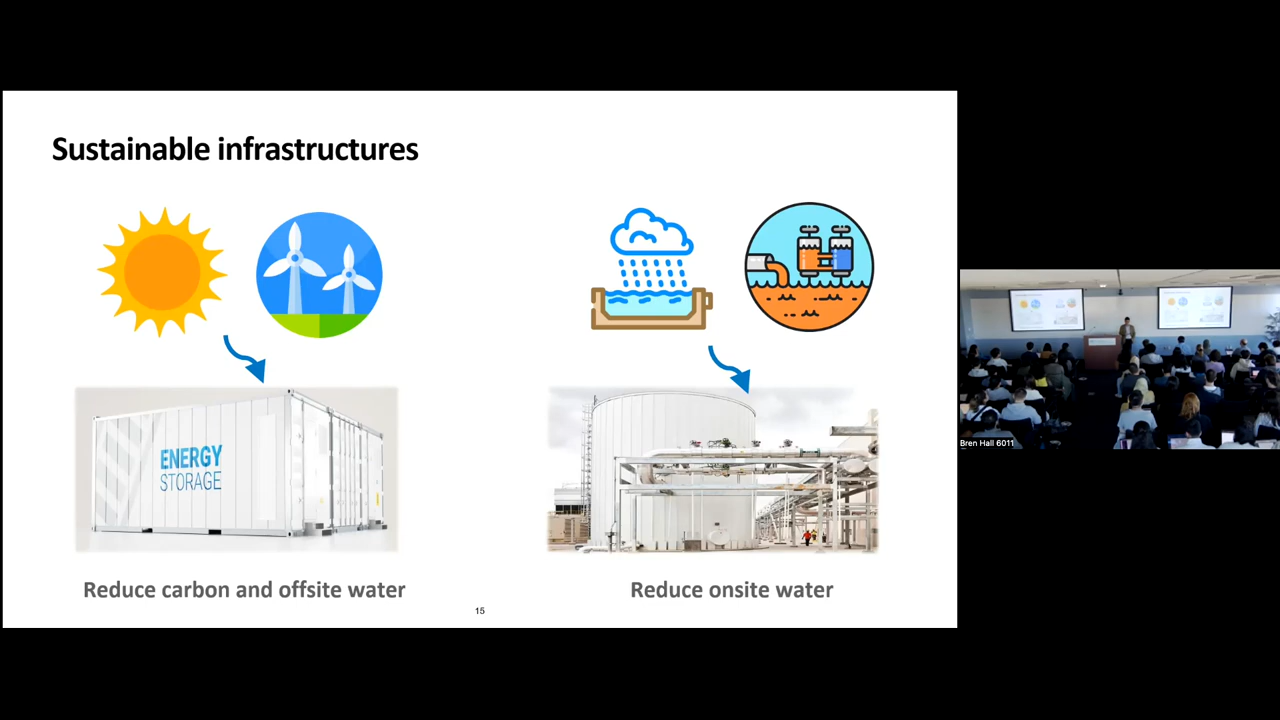 Sustainable infrastructures
ENERGY
STORAGE
Reduce carbon and offsite water
Reduce onsite water
15
Bren Hall 6011